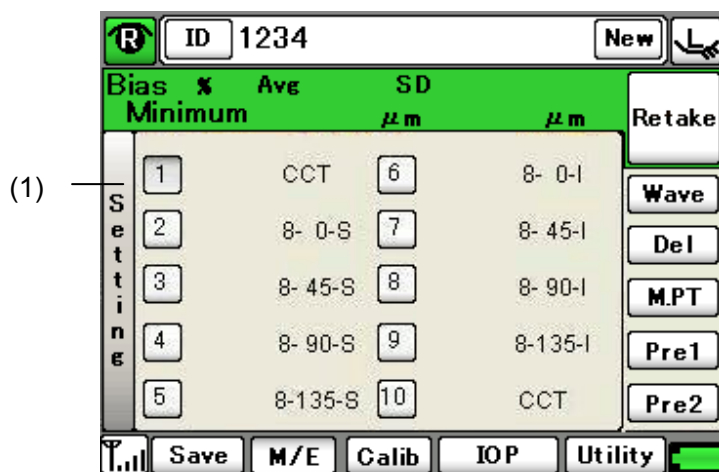 R ID 1234 New L
Bias % Avg SD
Minimum μm μm
Retake
(1)
Setting
1 CCT 6 8- 0-I
2 8- 0-S 7 8- 45-I
3 8- 45-S 8 8- 90-I
4 8- 90-S 9 8-135-I
5 8-135-S 10 CCT
Wave
Del
M.PT
Pre1
Pre2
Save M/E Calib IOP Utility